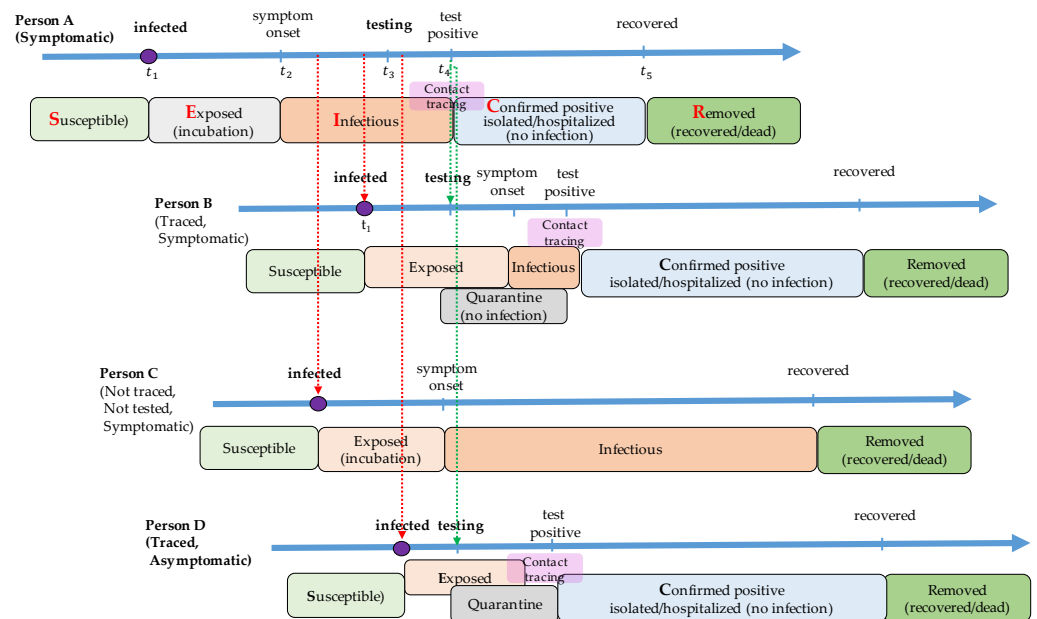 Person A
(Symptomatic)
infected
symptom
onset
testing
test
positive
recovered
t1
t2
t3
t4
t5
Contact
tracing
Susceptible)
Exposed
(incubation)
Infectious
Confirmed positive
isolated/hospitalized
(no infection)
Removed
(recovered/dead)
Person B
(Traced,
Symptomatic)
infected
testing
symptom
onset
test
positive
recovered
t1
Contact
tracing
Susceptible
Exposed
Infectious
Quarantine
(no infection)
Confirmed positive
isolated/hospitalized (no infection)
Removed
(recovered/dead)
Person C
(Not traced,
Not tested,
Symptomatic)
infected
symptom
onset
recovered
Susceptible
Exposed
(incubation)
Infectious
Removed
(recovered/dead)
Person D
(Traced,
Asymptomatic)
infected
testing
test
positive
recovered
Contact
tracing
Susceptible)
Exposed
Quarantine
Confirmed positive
isolated/hospitalized (no infection)
Removed
(recovered/dead)